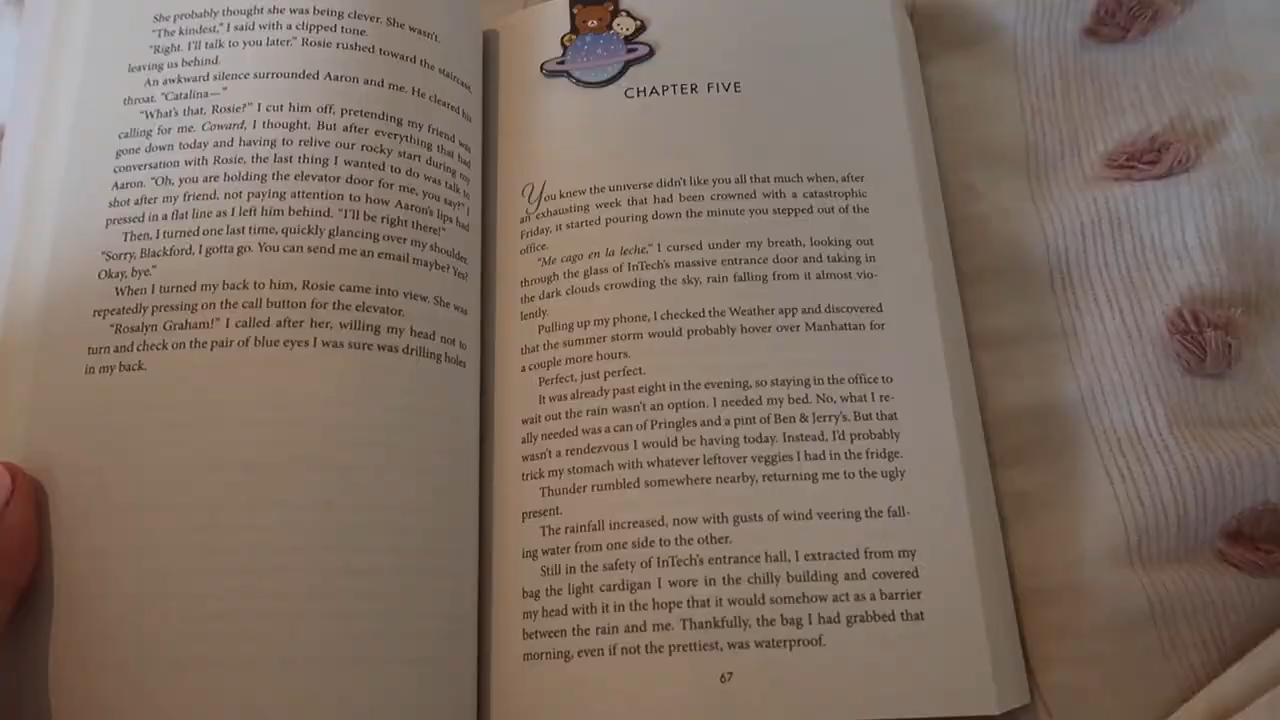 She probably thought she was being clever. She wasn't.
"The kindest," I said with a clipped tone.
"Right. I'll talk to you later." Rosie rushed toward the staircase,
leaving us behind.
An awkward silence surrounded Aaron and me. He cleared his
throat. "Catalina—"
"What's that, Rosie?" I cut him off, pretending my friend was
calling for me. Coward, I thought. But after everything that had
gone down today and having to relive our rocky start during my
conversation with Rosie, the last thing I wanted to do was talk to
Aaron. "Oh, you are holding the elevator door for me, you say?" I
shot after my friend, not paying attention to how Aaron's lips had
pressed in a flat line as I left him behind. "I'll be right there!"
Then, I turned one last time, quickly glancing over my shoulder.
"Sorry, Blackford, I gotta go. You can send me an email maybe? Yes?
Okay, bye."
When I turned my back to him, Rosie came into view. She was
repeatedly pressing on the call button for the elevator.
"Rosalyn Graham!" I called after her, willing my head not to
turn and check on the pair of blue eyes I was sure was drilling holes
in my back.
CHAPTER FIVE
You knew the universe didn't like you all that much when, after
an exhausting week that had been crowned with a catastrophic
Friday, it started pouring down the minute you stepped out of the
office.
"Me cago en la leche," I cursed under my breath, looking out
through the glass of InTech's massive entrance door and taking in
the dark clouds crowding the sky, rain falling from it almost vio-
lently.
Pulling up my phone, I checked the Weather app and discovered
that the summer storm would probably hover over Manhattan for
a couple more hours.
Perfect, just perfect.
It was already past eight in the evening, so staying in the office to
wait out the rain wasn't an option. I needed my bed. No, what I re-
ally needed was a can of Pringles and a pint of Ben & Jerry's. But that
wasn't a rendezvous I would be having today. Instead, I'd probably
trick my stomach with whatever leftover veggies I had in the fridge.
Thunder rumbled somewhere nearby, returning me to the ugly
present.
The rainfall increased, now with gusts of wind veering the fall-
ing water from one side to the other.
Still in the safety of InTech's entrance hall, I extracted from my
bag the light cardigan I wore in the chilly building and covered
my head with it in the hope that it would somehow act as a barrier
between the rain and me. Thankfully, the bag I had grabbed that
morning, even if not the prettiest, was waterproof.
67